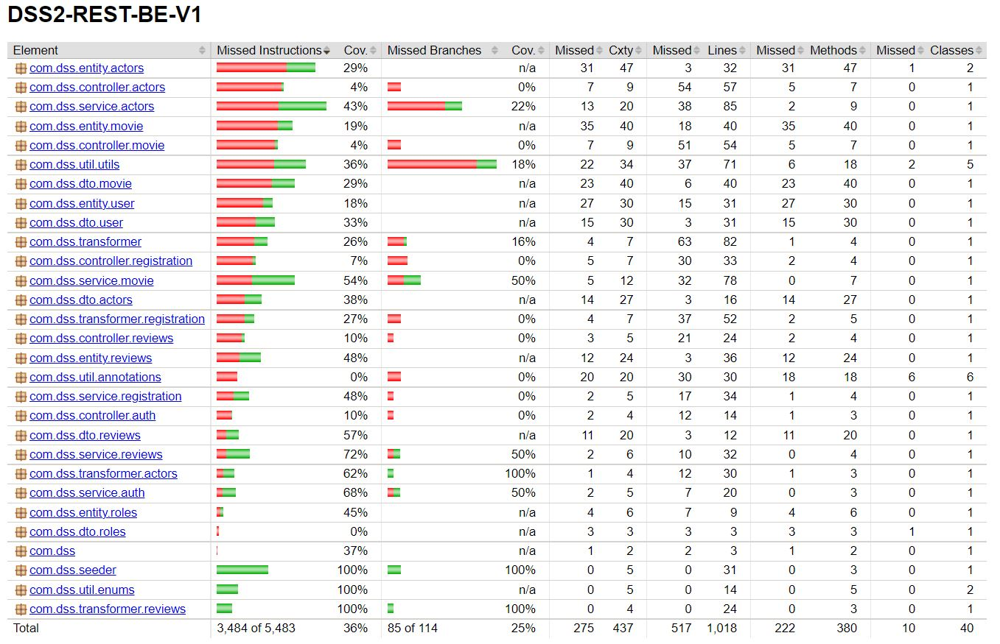 DSS2-REST-BE-V1
Element Missed Instructions Cov. Missed Branches Cov. Missed Cxty Missed Lines Missed Methods Missed Classes
com.dss.entity.actors 29% n/a 31 47 3 32 31 47 1 2
com.dss.controller.actors 4% 0% 7 9 54 57 5 7 0 1
com.dss.service.actors 43% 22% 13 20 38 85 2 9 0 1
com.dss.entity.movie 19% n/a 35 40 18 40 35 40 0 1
com.dss.controller.movie 4% 0% 7 9 51 54 5 7 0 1
com.dss.util.utils 36% 18% 22 34 37 71 6 18 2 5
com.dss.dto.movie 29% n/a 23 40 6 40 23 40 0 1
com.dss.entity.user 18% n/a 27 30 15 31 27 30 0 1
com.dss.dto.user 33% n/a 15 30 3 31 15 30 0 1
com.dss.transformer 26% 16% 4 7 63 82 1 4 0 1
com.dss.controller.registration 7% 0% 5 7 30 33 2 4 0 1
com.dss.service.movie 54% 50% 5 12 32 78 0 7 0 1
com.dss.dto.actors 38% n/a 14 27 3 16 14 27 0 1
com.dss.transformer.registration 27% 0% 4 7 37 52 2 5 0 1
com.dss.controller.reviews 10% 0% 3 5 21 24 2 4 0 1
com.dss.entity.reviews 48% n/a 12 24 3 36 12 24 0 1
com.dss.util.annotations 0% 0% 20 20 30 30 18 18 6 6
com.dss.service.registration 48% 0% 2 5 17 34 1 4 0 1
com.dss.controller.auth 10% 0% 2 4 12 14 1 3 0 1
com.dss.dto.reviews 57% n/a 11 20 3 12 11 20 0 1
com.dss.service.reviews 72% 50% 2 6 10 32 0 4 0 1
com.dss.transformer.actors 62% 100% 1 4 12 30 1 3 0 1
com.dss.service.auth 68% 50% 2 5 7 20 0 3 0 1
com.dss.entity.roles 45% n/a 4 6 7 9 4 6 0 1
com.dss.dto.roles 0% n/a 3 3 3 3 3 3 1 1
com.dss 37% n/a 1 2 2 3 1 2 0 1
com.dss.seeder 100% 100% 0 5 0 31 0 3 0 1
com.dss.util.enums 100% n/a 0 5 0 14 0 5 0 2
com.dss.transformer.reviews 100% 100% 0 4 0 24 0 3 0 1
Total 3,484 of 5,483 36% 85 of 114 25% 275 437 517 1,018 222 380 10 40